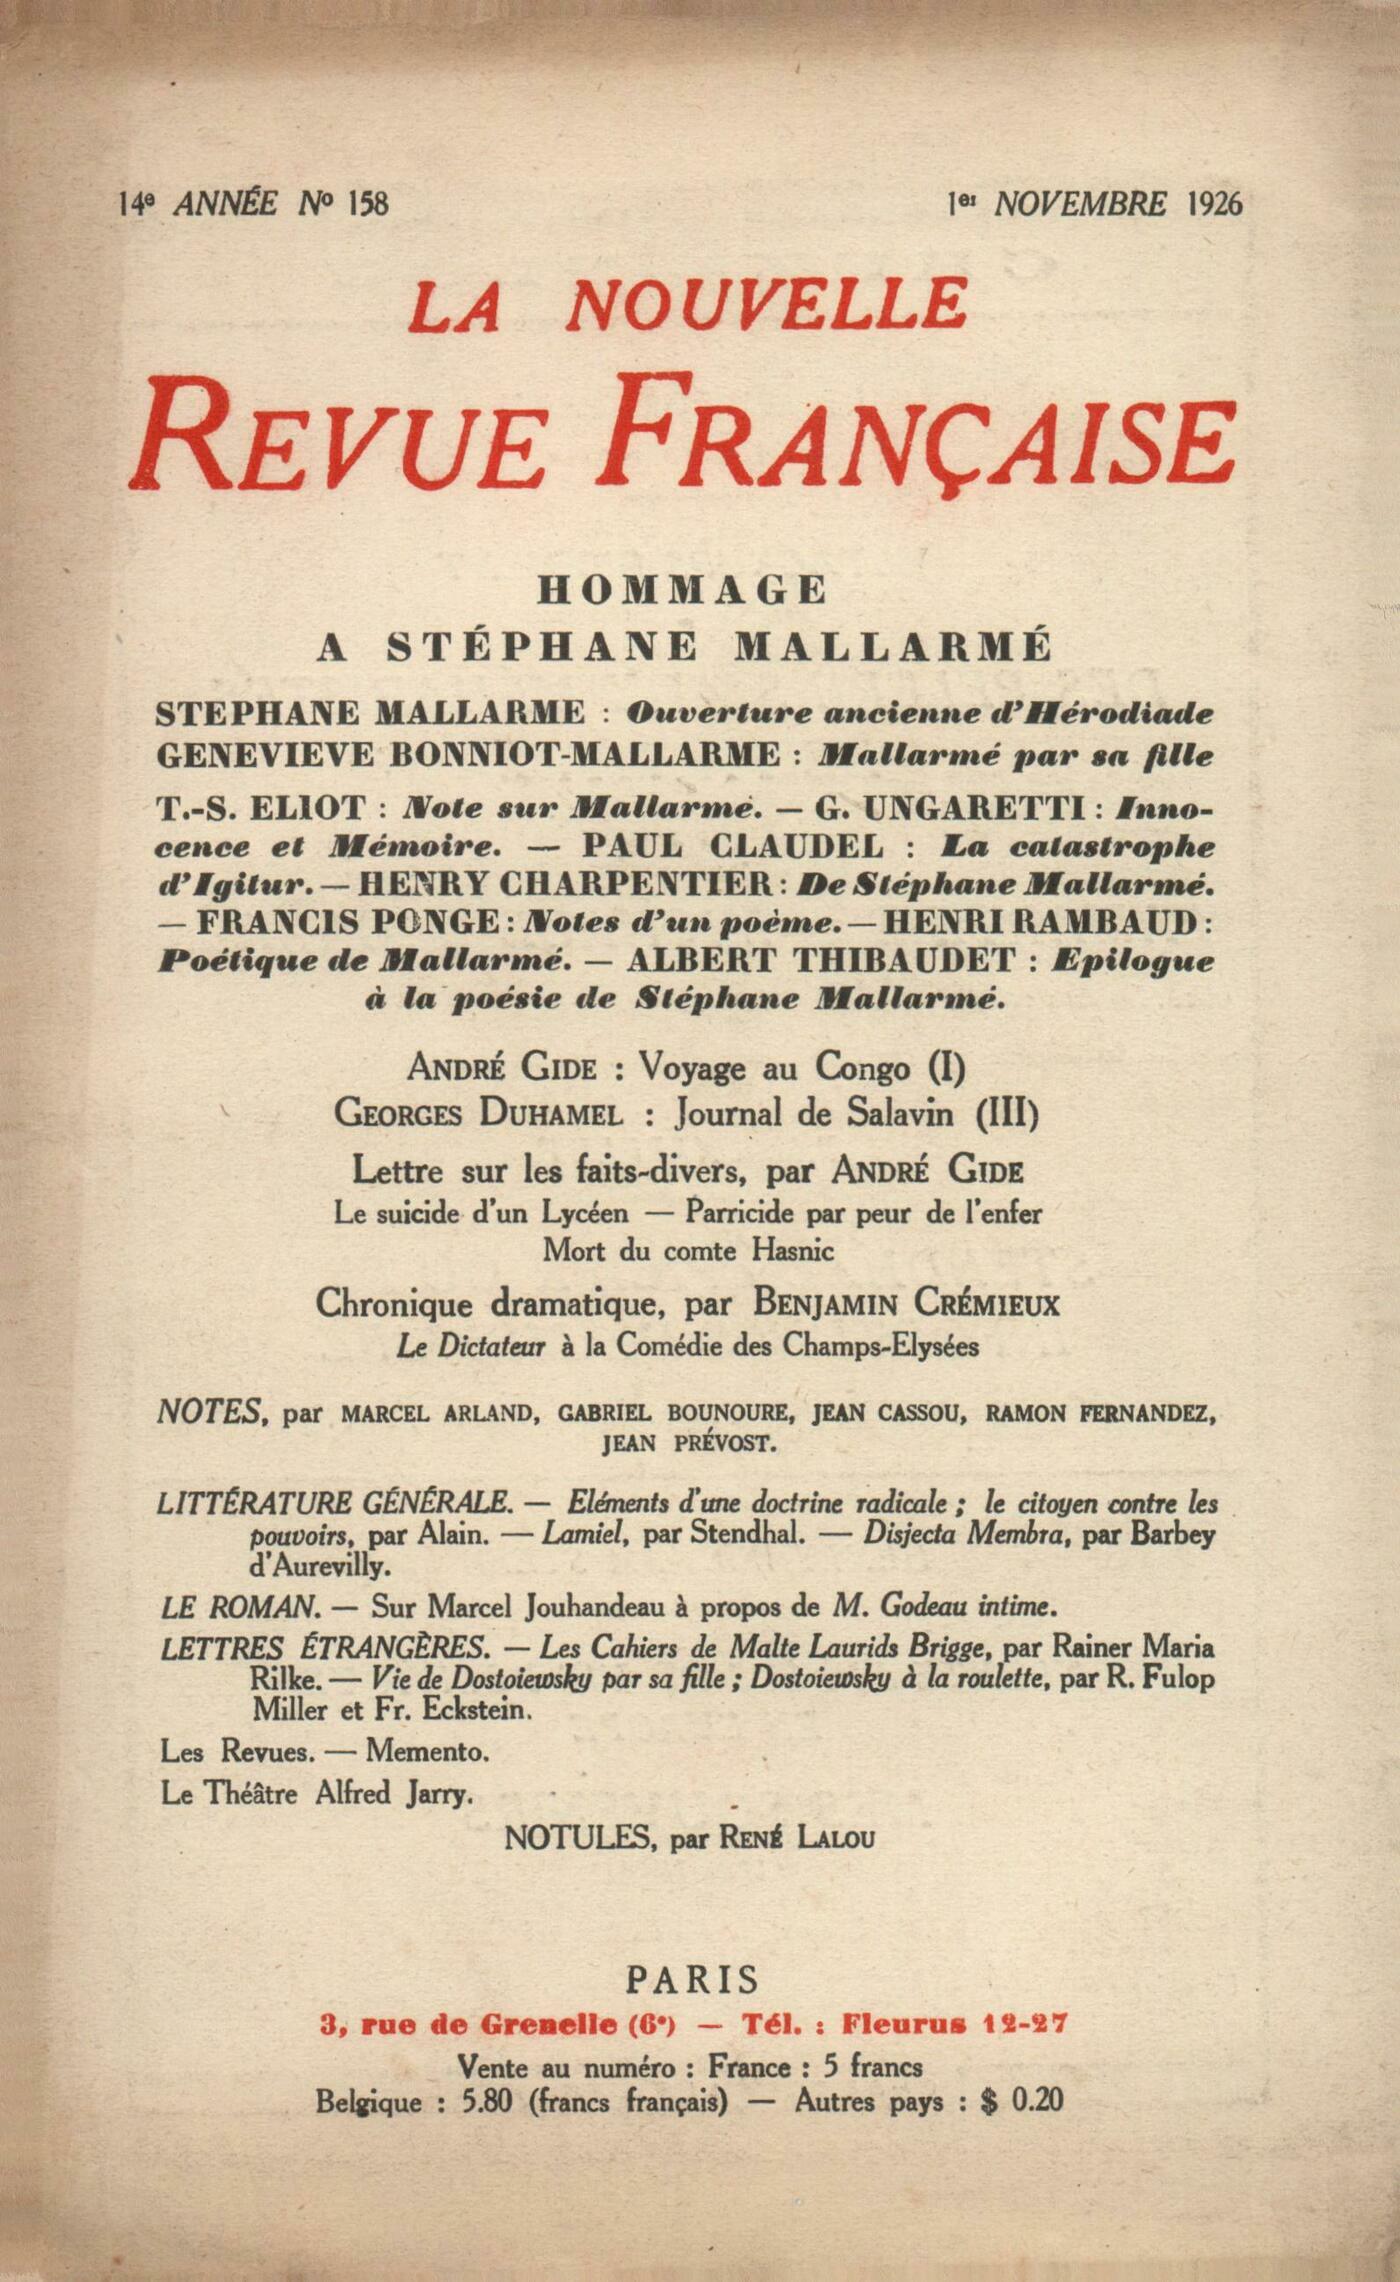 14e ANNÉE No 158
1er NOVEMBRE 1926
LA NOUVELLE
REVUE FRANÇAISE
HOMMAGE
A STÉPHANE MALLARMÉ
STEPHANE MALLARME : Ouverture ancienne d'Hérodiade
GENEVIEVE BONNIOT-MALLARME : Mallarmé par sa fille
T.-S. ELIOT : Note sur Mallarmé. — G. UNGARETTI : Inno-
cence et Mémoire. — PAUL CLAUDEL : La catastrophe
d'Igitur. — HENRY CHARPENTIER : De Stéphane Mallarmé.
— FRANCIS PONGE : Notes d'un poème. — HENRI RAMBAUD :
Poétique de Mallarmé. — ALBERT THIBAUDET : Epilogue
à la poésie de Stéphane Mallarmé.
ANDRÉ GIDE : Voyage au Congo (I)
GEORGES DUHAMEL : Journal de Salavin (III)
Lettre sur les faits-divers, par ANDRÉ GIDE
Le suicide d'un Lycéen — Parricide par peur de l'enfer
Mort du comte Hasnic
Chronique dramatique, par BENJAMIN CRÉMIEUX
Le Dictateur à la Comédie des Champs-Elysées
NOTES, par MARCEL ARLAND, GABRIEL BOUNOURE, JEAN CASSOU, RAMON FERNANDEZ,
JEAN PRÉVOST.
LITTÉRATURE GÉNÉRALE. — Eléments d'une doctrine radicale ; le citoyen contre les
pouvoirs, par Alain. — Lamiel, par Stendhal. — Disjecta Membra, par Barbey
d'Aurevilly.
LE ROMAN. — Sur Marcel Jouhandeau à propos de M. Godeau intime.
LETTRES ÉTRANGÈRES. — Les Cahiers de Malte Laurids Brigge, par Rainer Maria
Rilke. — Vie de Dostoiewsky par sa fille ; Dostoiewsky à la roulette, par R. Fulop
Miller et Fr. Eckstein.
Les Revues. — Memento.
Le Théâtre Alfred Jarry.
NOTULES, par RENÉ LALOU
PARIS
3, rue de Grenelle (6e) — Tél. : Fleurus 12-27
Vente au numéro : France : 5 francs
Belgique : 5.80 (francs français) — Autres pays : $ 0.20